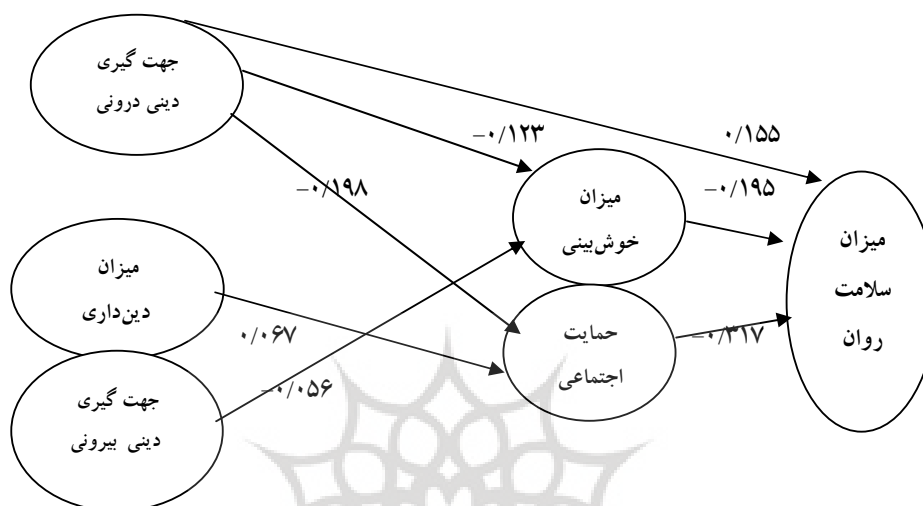 جهت گیری
دینی درونی
۰/۱۵۵
−۰/۱۲۳
−۰/۱۹۸
−۰/۱۹۵
میزان
خوش‌بینی
میزان
سلامت
روان
میزان
دین‌داری
۰/۰۶۷
حمایت
اجتماعی
−۰/۳۱۷
−۰/۰۵۶
جهت گیری
دینی بیرونی